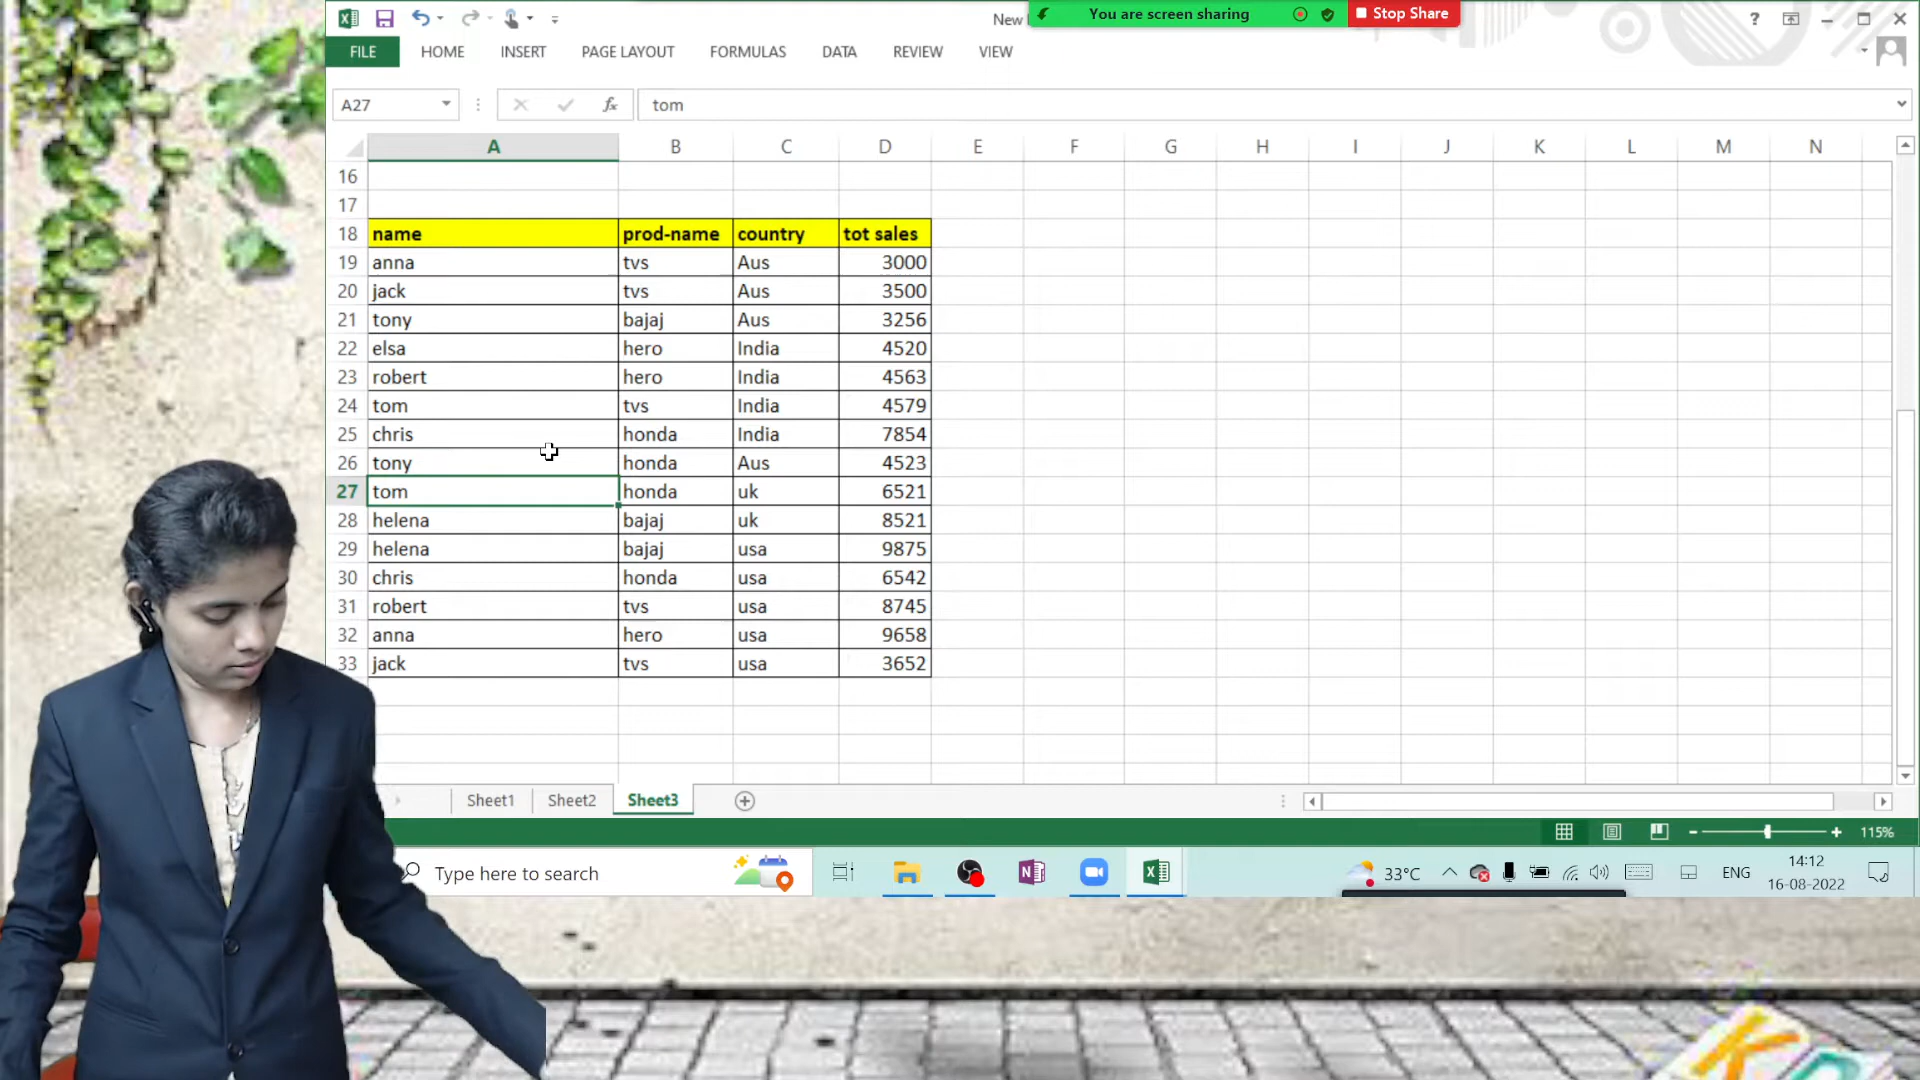 New
You are screen sharing
Stop Share
FILE HOME INSERT PAGE LAYOUT FORMULAS DATA REVIEW VIEW
A27 fx tom
A B C D E F G H I J K L M N
16
17
18 name prod-name country tot sales
19 anna tvs Aus 3000
20 jack tvs Aus 3500
21 tony bajaj Aus 3256
22 elsa hero India 4520
23 robert hero India 4563
24 tom tvs India 4579
25 chris honda India 7854
26 tony honda Aus 4523
27 tom honda uk 6521
28 helena bajaj uk 8521
29 helena bajaj usa 9875
30 chris honda usa 6542
31 robert tvs usa 8745
32 anna hero usa 9658
33 jack tvs usa 3652
Sheet1 Sheet2 Sheet3
115%
Type here to search
33°C
ENG
14:12
16-08-2022